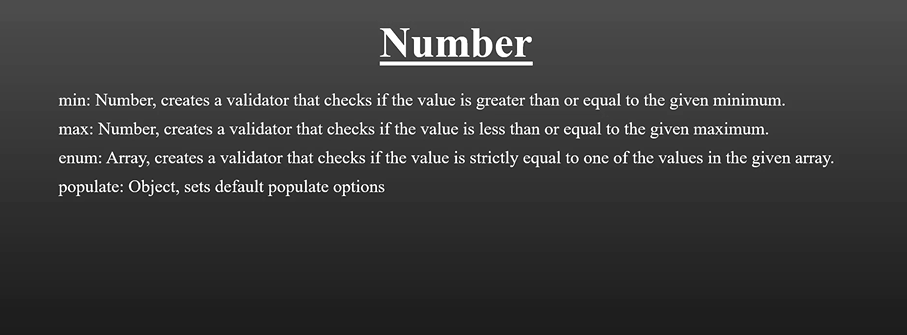 Number
min: Number, creates a validator that checks if the value is greater than or equal to the given minimum.
max: Number, creates a validator that checks if the value is less than or equal to the given maximum.
enum: Array, creates a validator that checks if the value is strictly equal to one of the values in the given array.
populate: Object, sets default populate options